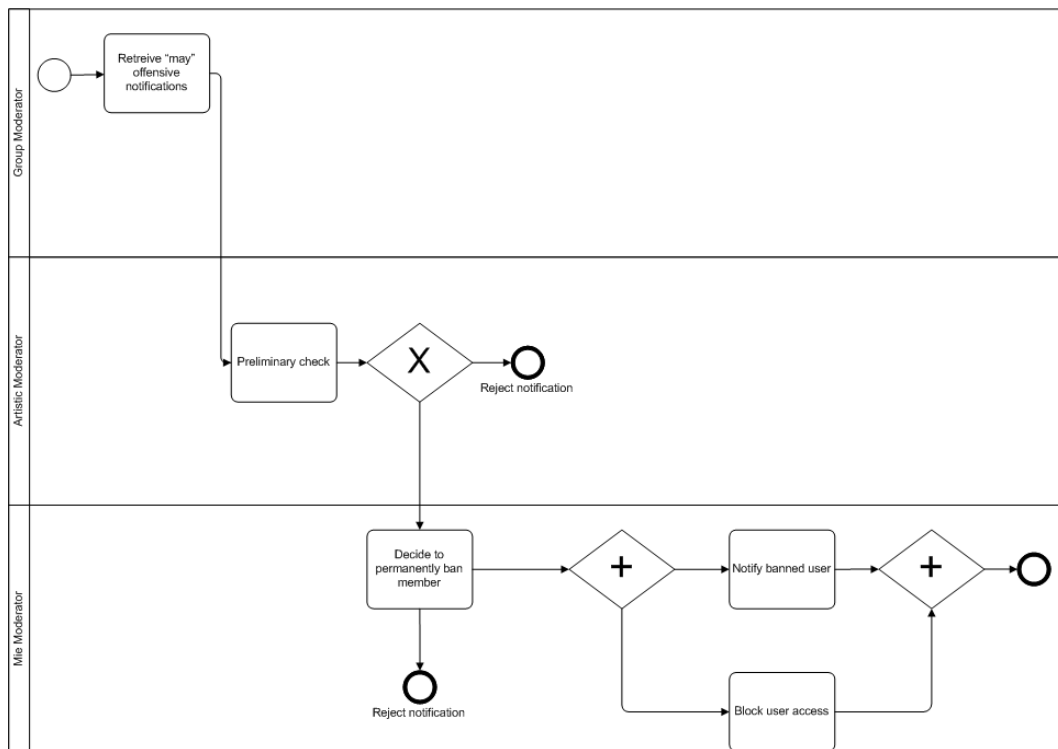 Group Moderator
Retreive “may”
offensive
notifications
Artistic Moderator
Preliminary check
X
Reject notification
Mie Moderator
Decide to
permanently ban
member
+
Notify banned user
+
Reject notification
Block user access